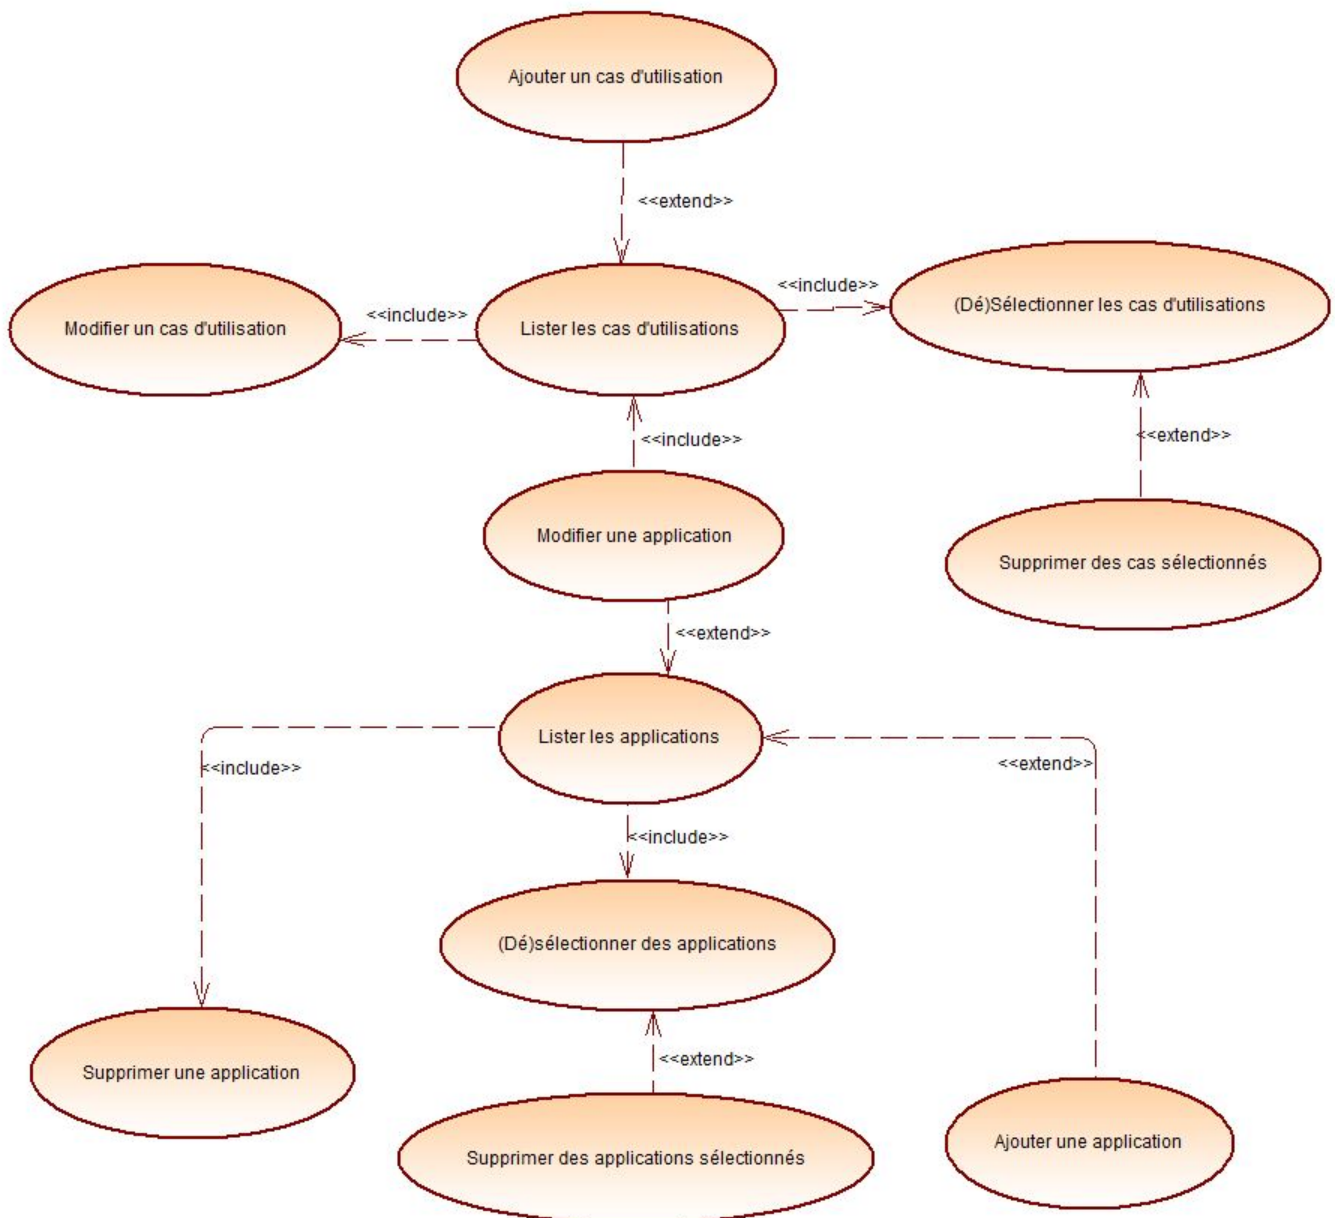 Ajouter un cas d'utilisation
<<extend>>
<<include>>
(Dé)Sélectionner les cas d'utilisations
<<include>>
Modifier un cas d'utilisation
Lister les cas d'utilisations
<<include>>
<<extend>>
Modifier une application
Supprimer des cas sélectionnés
<<extend>>
Lister les applications
<<include>>
<<extend>>
<<include>>
(Dé)sélectionner des applications
<<extend>>
Supprimer une application
Ajouter une application
Supprimer des applications sélectionnés